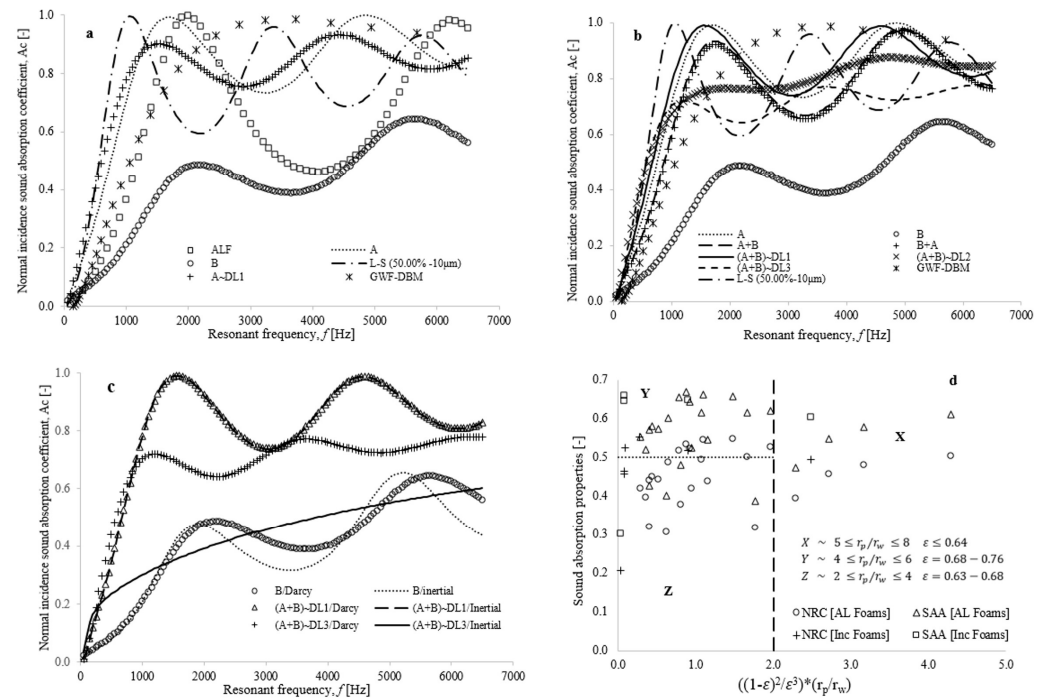 a
Normal incidence sound absorption coefficient, Ac [-]
1.0
0.8
0.6
0.4
0.2
0.0
0 1000 2000 3000 4000 5000 6000 7000
Resonant frequency, f [Hz]
ALF
A
B
L-S (50.00%-10μm)
A-DL1
GWF-DBM
b
Normal incidence sound absorption coeficient, Ac [-]
1.0
0.8
0.6
0.4
0.2
0.0
0 1000 2000 3000 4000 5000 6000 7000
Resonant frequency, f [Hz]
A
B
A+B
B+A
(A+B)~DL1
(A+B)~DL2
(A+B)~DL3
GWF-DBM
L-S (50.00%-10μm)
c
Normal incidence sound absorption coeficient, Ac [-]
1.0
0.8
0.6
0.4
0.2
0.0
0 1000 2000 3000 4000 5000 6000 7000
Resonant frequency, f [Hz]
B/Darcy
B/inertial
(A+B)~DL1/Darcy
(A+B)~DL1/Inertial
(A+B)~DL3/Darcy
(A+B)~DL3/Inertial
d
Sound absorption properties [-]
0.7
0.6
0.5
0.4
0.3
0.2
0.1
0.0
Y
X
Z
X ~ 5 ≤ rp/rw ≤ 8 ε ≤ 0.64
Y ~ 4 ≤ rp/rw ≤ 6 ε = 0.68 − 0.76
Z ~ 2 ≤ rp/rw ≤ 4 ε = 0.63 − 0.68
NRC [AL Foams]
SAA [AL Foams]
NRC [Inc Foams]
SAA [Inc Foams]
0.0 1.0 2.0 3.0 4.0 5.0
((1-ε)²/ε³)*(rp/rw)